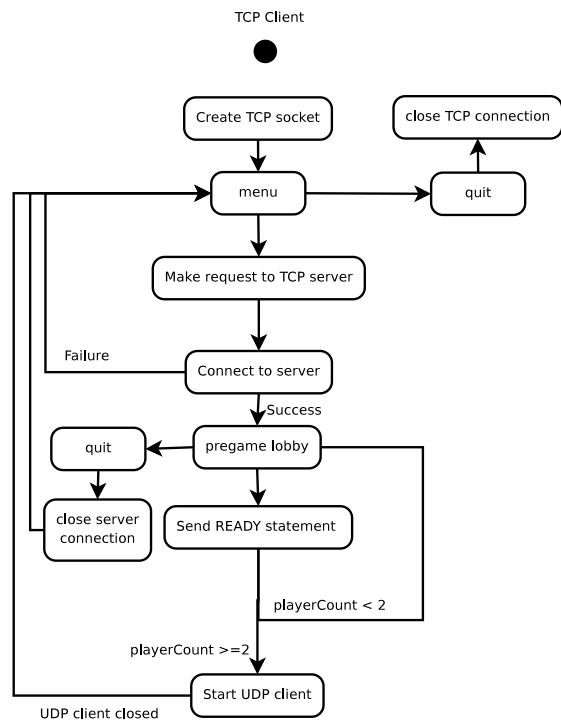 TCP Client
Create TCP socket
close TCP connection
menu
quit
Make request to TCP server
Failure
Connect to server
Success
quit
pregame lobby
close server
connection
Send READY statement
playerCount < 2
playerCount >=2
Start UDP client
UDP client closed